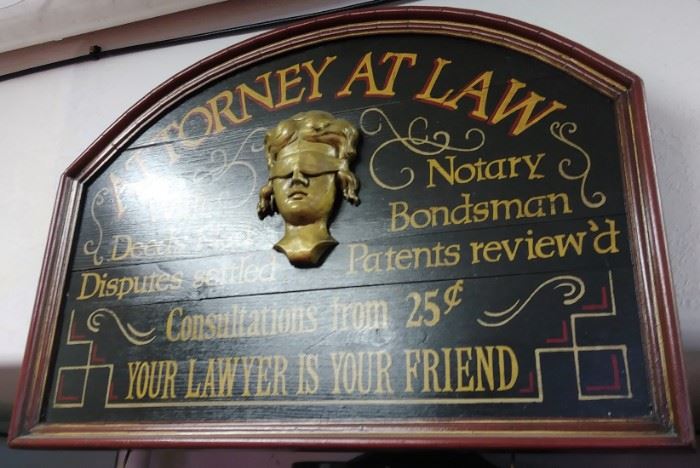 ATTORNEY AT LAW
Notary
Bondsman
Deeds
Disputes settled
Patents review'd
Consultations from 25¢
YOUR LAWYER IS YOUR FRIEND